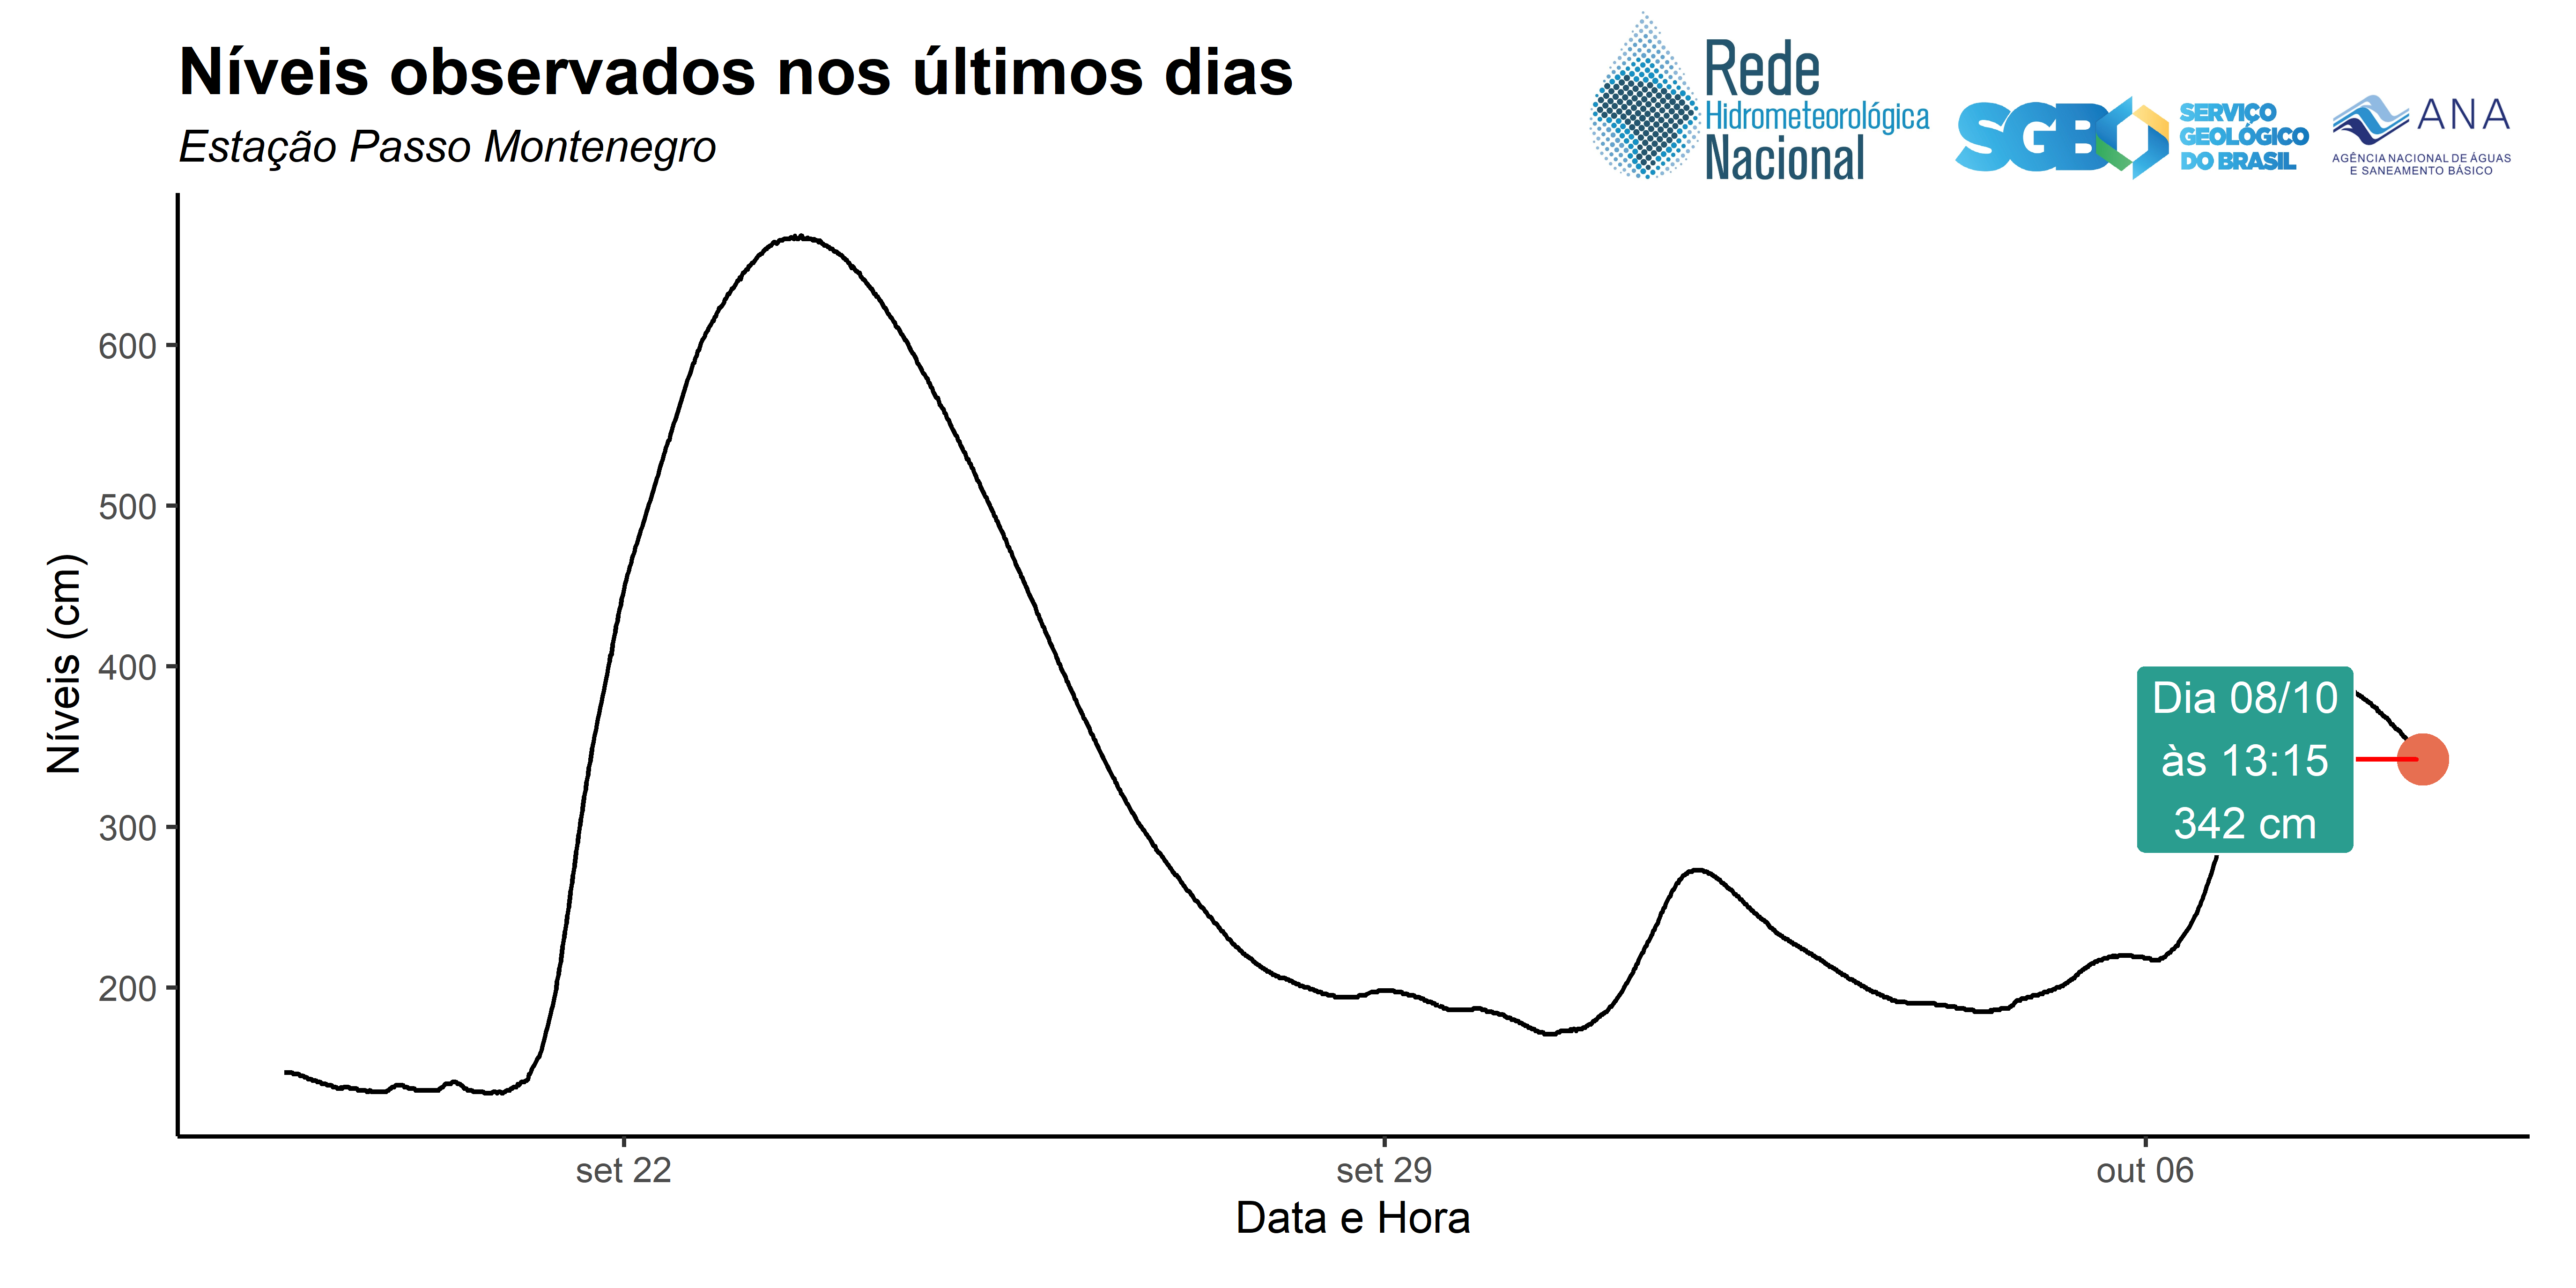 Níveis observados nos últimos dias
Estação Passo Montenegro
Rede
Hidrometeorológica
Nacional
SGB
SERVIÇO
GEOLÓGICO
DO BRASIL
ANA
AGÊNCIA NACIONAL DE ÁGUAS
E SANEAMENTO BÁSICO
Níveis (cm)
600
500
400
300
200
Dia 08/10
às 13:15
342 cm
set 22
set 29
out 06
Data e Hora